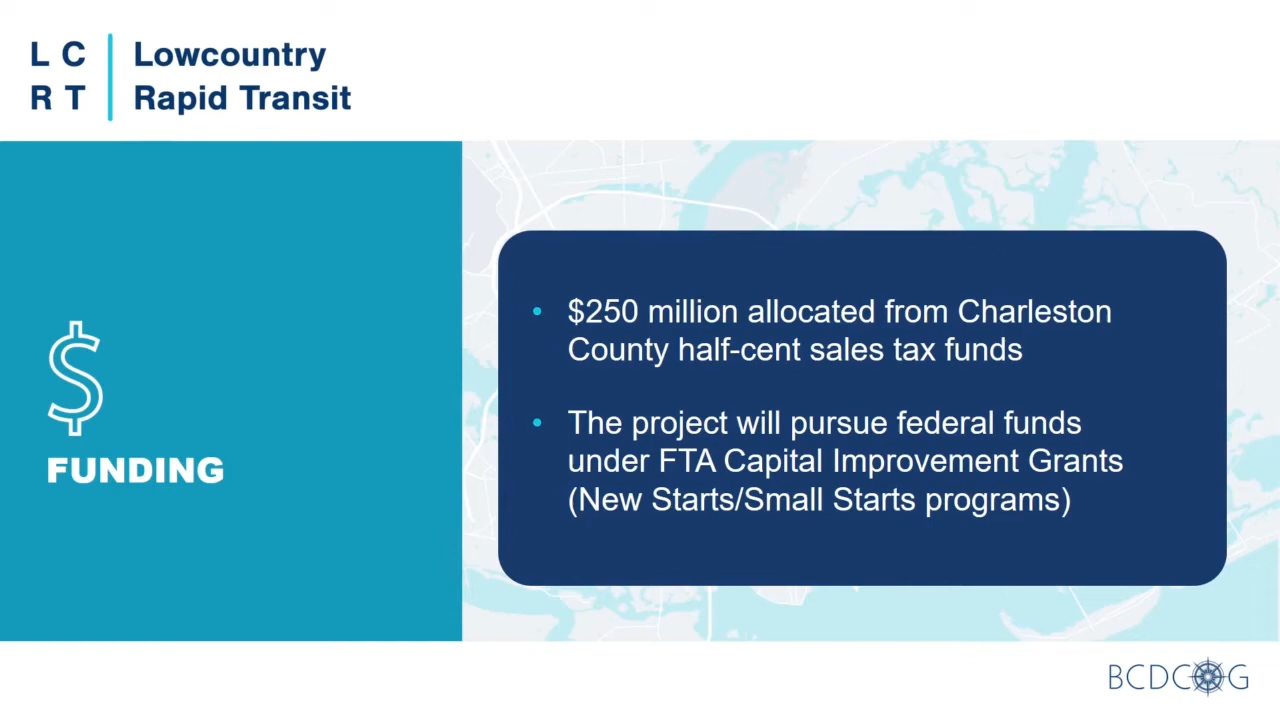 L C
R T
Lowcountry
Rapid Transit
$
FUNDING
• $250 million allocated from Charleston
County half-cent sales tax funds
• The project will pursue federal funds
under FTA Capital Improvement Grants
(New Starts/Small Starts programs)
BCDCOG